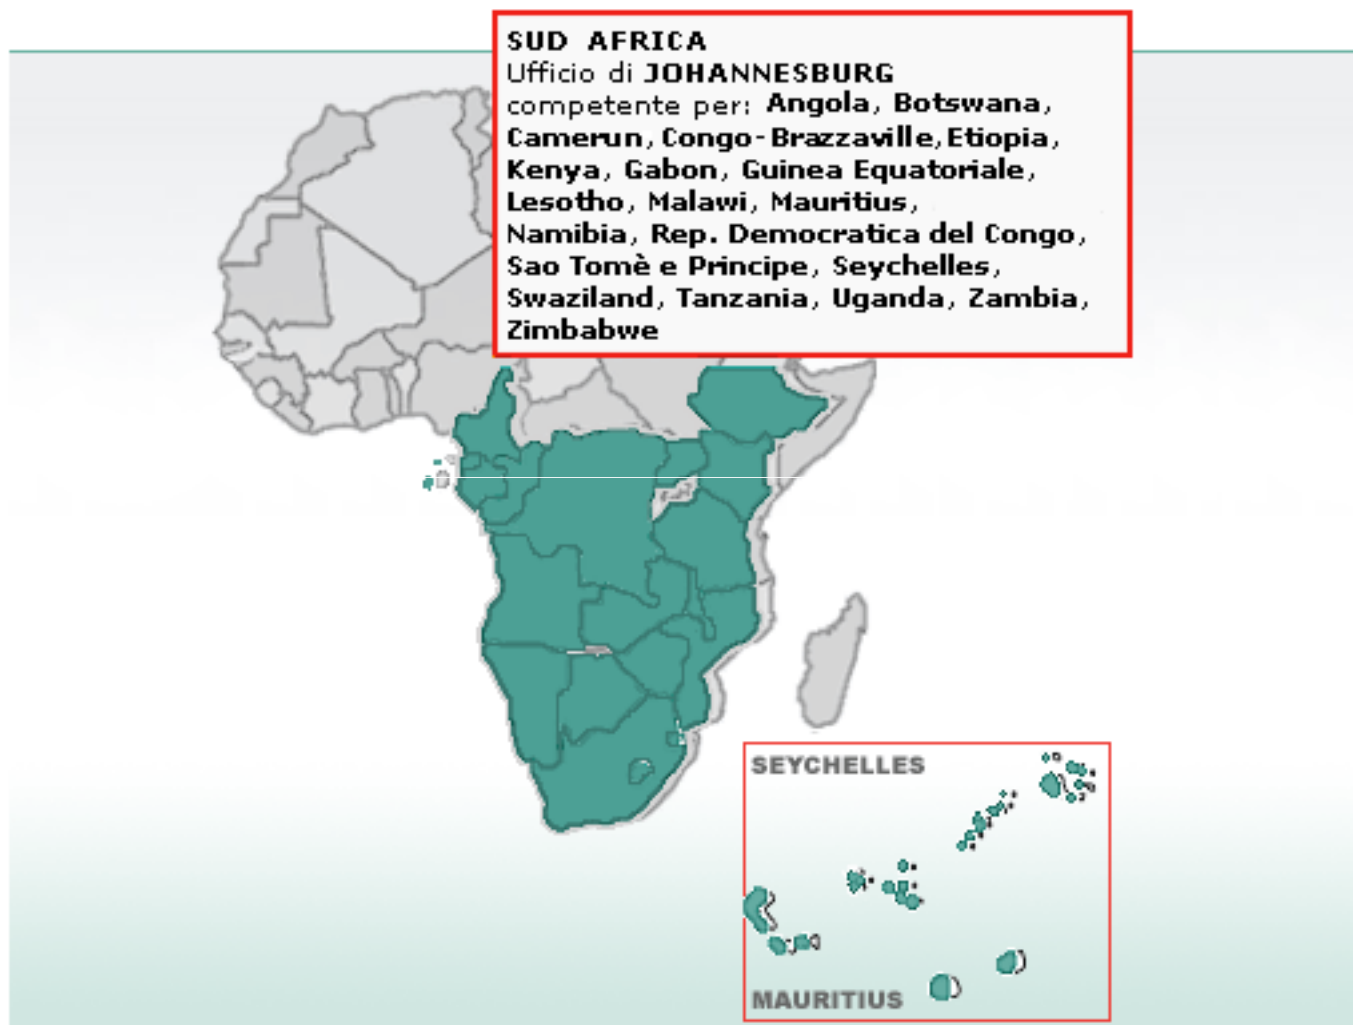 SUD AFRICA
Ufficio di JOHANNESBURG
competente per: Angola, Botswana,
Camerun, Congo-Brazzaville, Etiopia,
Kenya, Gabon, Guinea Equatoriale,
Lesotho, Malawi, Mauritius,
Namibia, Rep. Democratica del Congo,
Sao Tomè e Principe, Seychelles,
Swaziland, Tanzania, Uganda, Zambia,
Zimbabwe
SEYCHELLES
MAURITIUS